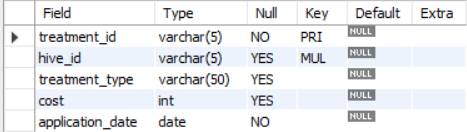 Field Type Null Key Default Extra
treatment_id varchar(5) NO PRI NULL
hive_id varchar(5) YES MUL NULL
treatment_type varchar(50) YES NULL
cost int YES NULL
application_date date NO NULL